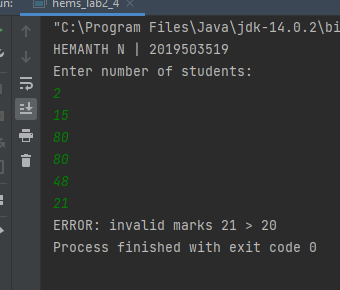 un:
hems_lab2_4 ×
"C:\Program Files\Java\jdk-14.0.2\bi
HEMANTH N | 2019503519
Enter number of students:
2
15
80
80
48
21
ERROR: invalid marks 21 > 20
Process finished with exit code 0